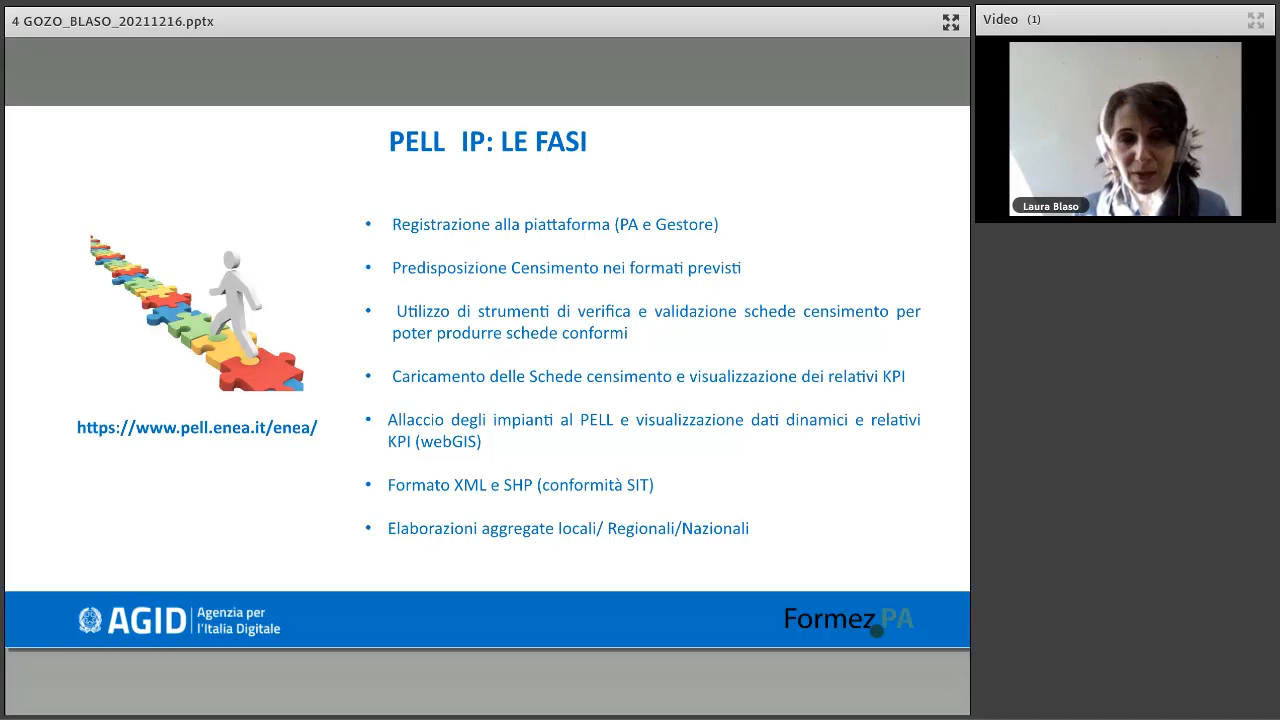 4 GOZO_BLASO_20211216.pptx
Video (1)
Laura Blaso
PELL IP: LE FASI
• Registrazione alla piattaforma (PA e Gestore)
• Predisposizione Censimento nei formati previsti
• Utilizzo di strumenti di verifica e validazione schede censimento per
poter produrre schede conformi
• Caricamento delle Schede censimento e visualizzazione dei relativi KPI
• Allaccio degli impianti al PELL e visualizzazione dati dinamici e relativi
KPI (webGIS)
• Formato XML e SHP (conformità SIT)
• Elaborazioni aggregate locali/ Regionali/Nazionali
https://www.pell.enea.it/enea/
AGID
Agenzia per
l'Italia Digitale
Formez PA